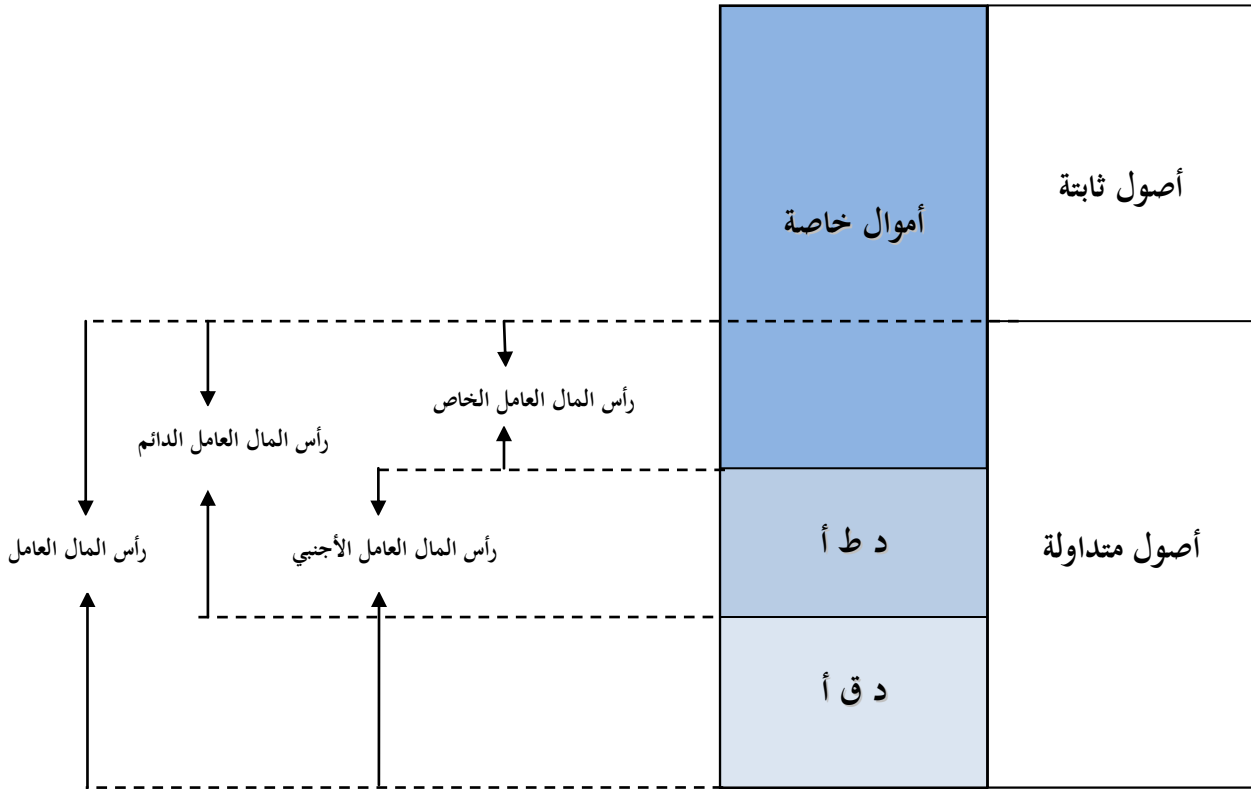 أصول ثابتة
أموال خاصة
رأس المال العامل الخاص
رأس المال العامل الدائم
أصول متداولة
د ط أ
رأس المال العامل الأجنبي
رأس المال العامل
د ق أ